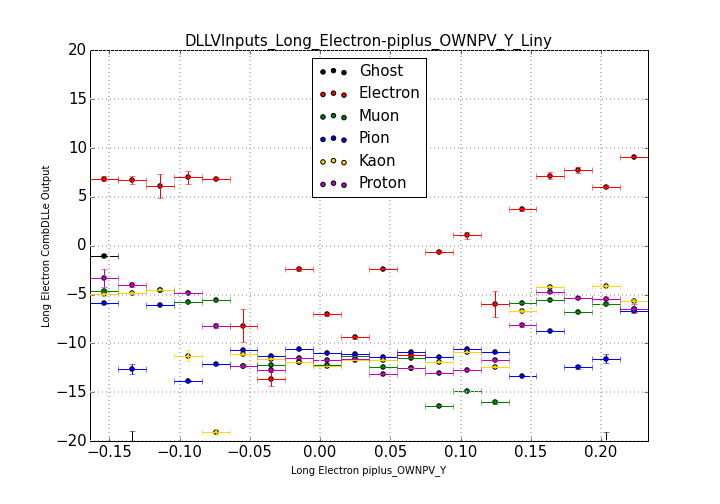 DLLVInputs_Long_Electron-piplus_OWNPV_Y_Liny
20
15
10
5
0
−5
−10
−15
−20
Long Electron CombDLLe Output
Ghost
Electron
Muon
Pion
Kaon
Proton
−0.15 −0.10 −0.05 0.00 0.05 0.10 0.15 0.20
Long Electron piplus_OWNPV_Y